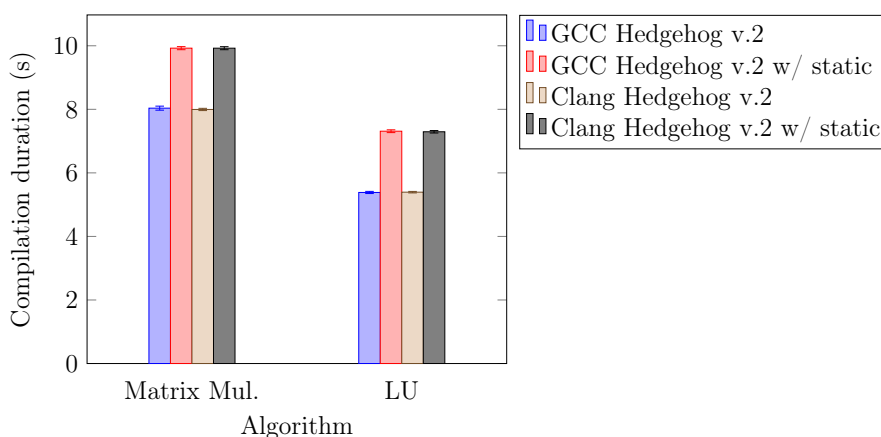 GCC Hedgehog v.2
GCC Hedgehog v.2 w/ static
Clang Hedgehog v.2
Clang Hedgehog v.2 w/ static
Compilation duration (s)
10
8
6
4
2
0
Matrix Mul.
LU
Algorithm